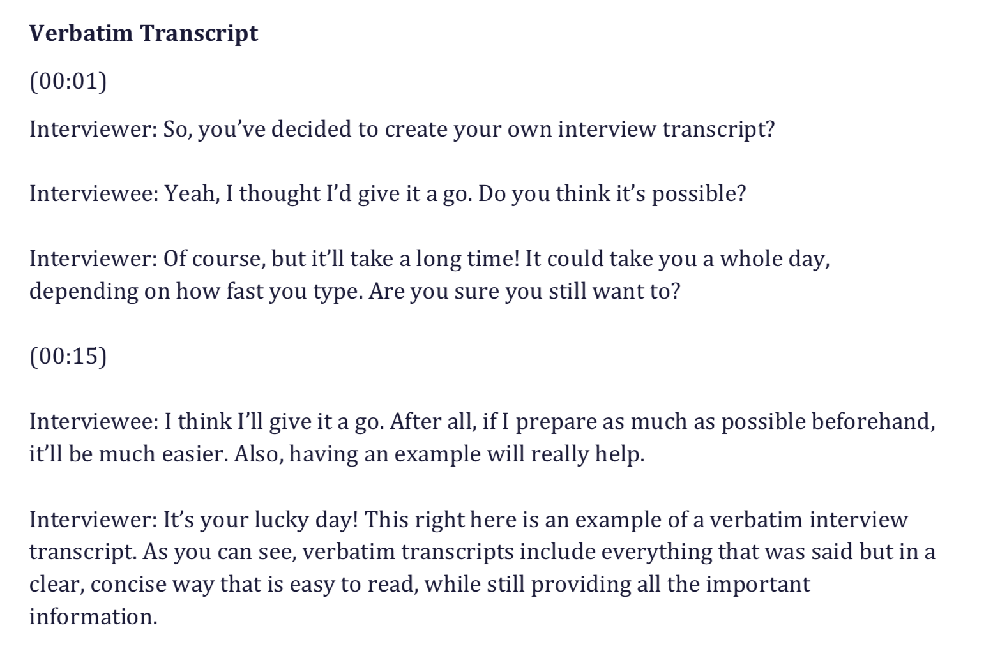 Verbatim Transcript
(00:01)
Interviewer: So, you’ve decided to create your own interview transcript?
Interviewee: Yeah, I thought I’d give it a go. Do you think it’s possible?
Interviewer: Of course, but it’ll take a long time! It could take you a whole day,
depending on how fast you type. Are you sure you still want to?
(00:15)
Interviewee: I think I’ll give it a go. After all, if I prepare as much as possible beforehand,
it’ll be much easier. Also, having an example will really help.
Interviewer: It’s your lucky day! This right here is an example of a verbatim interview
transcript. As you can see, verbatim transcripts include everything that was said but in a
clear, concise way that is easy to read, while still providing all the important
information.